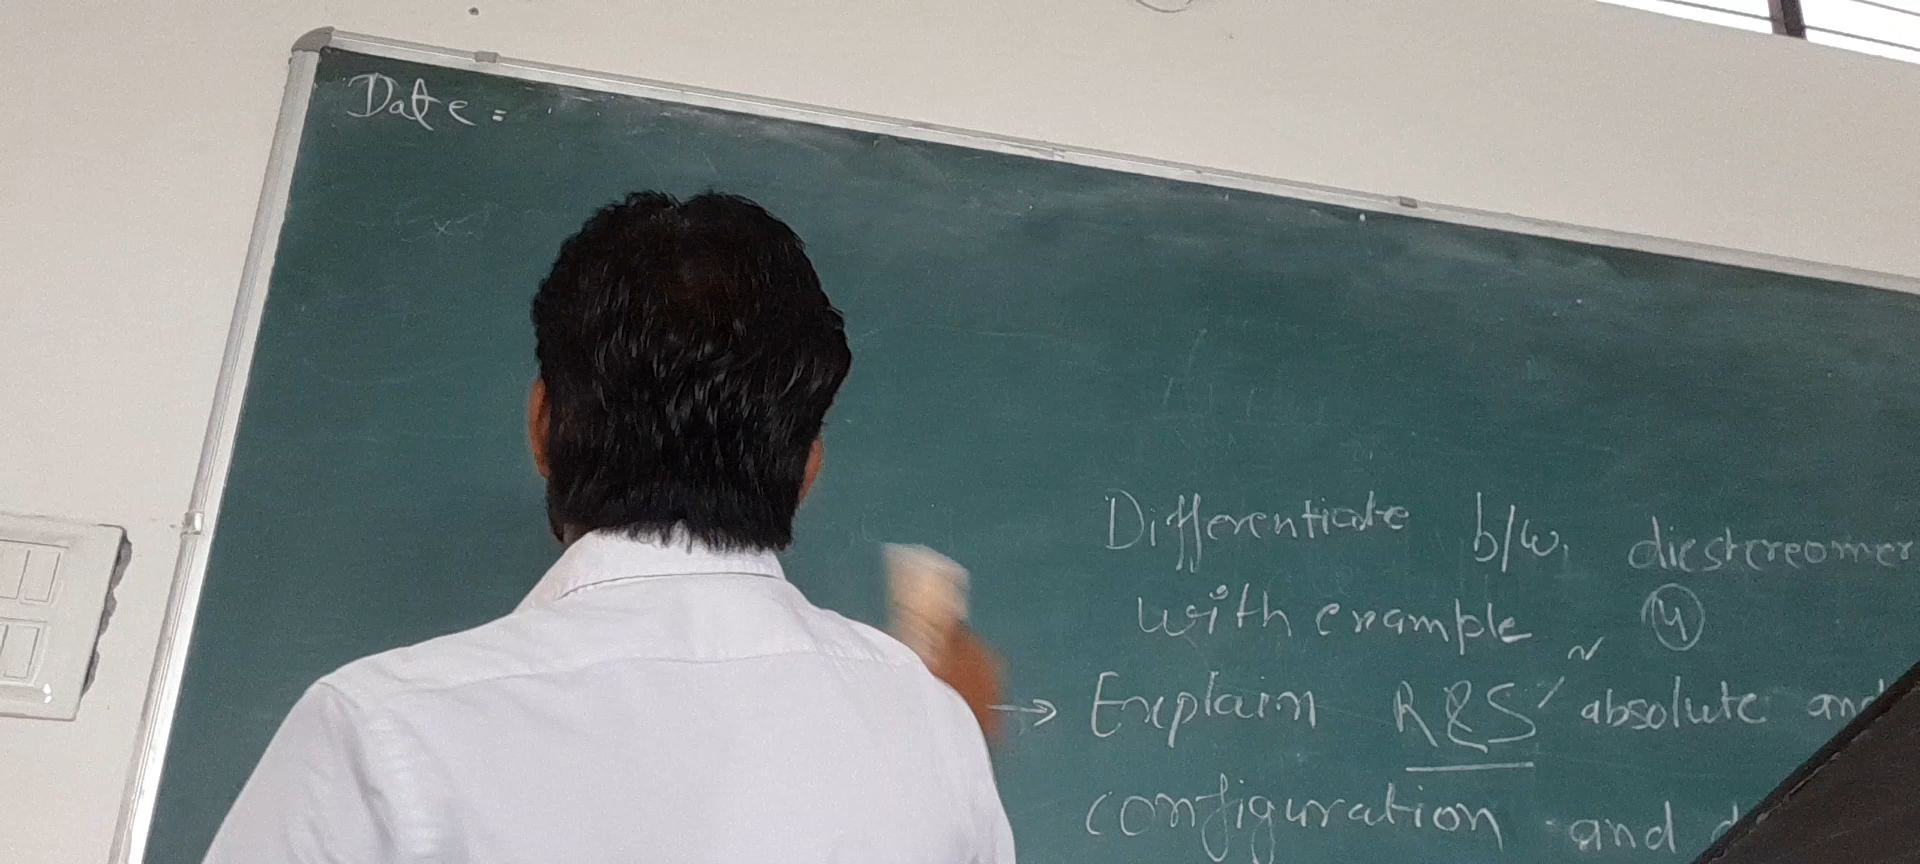 Date =
Differentiate b/w, diestereomer
with example ④
→ Explain R&S absolute and
configuration and